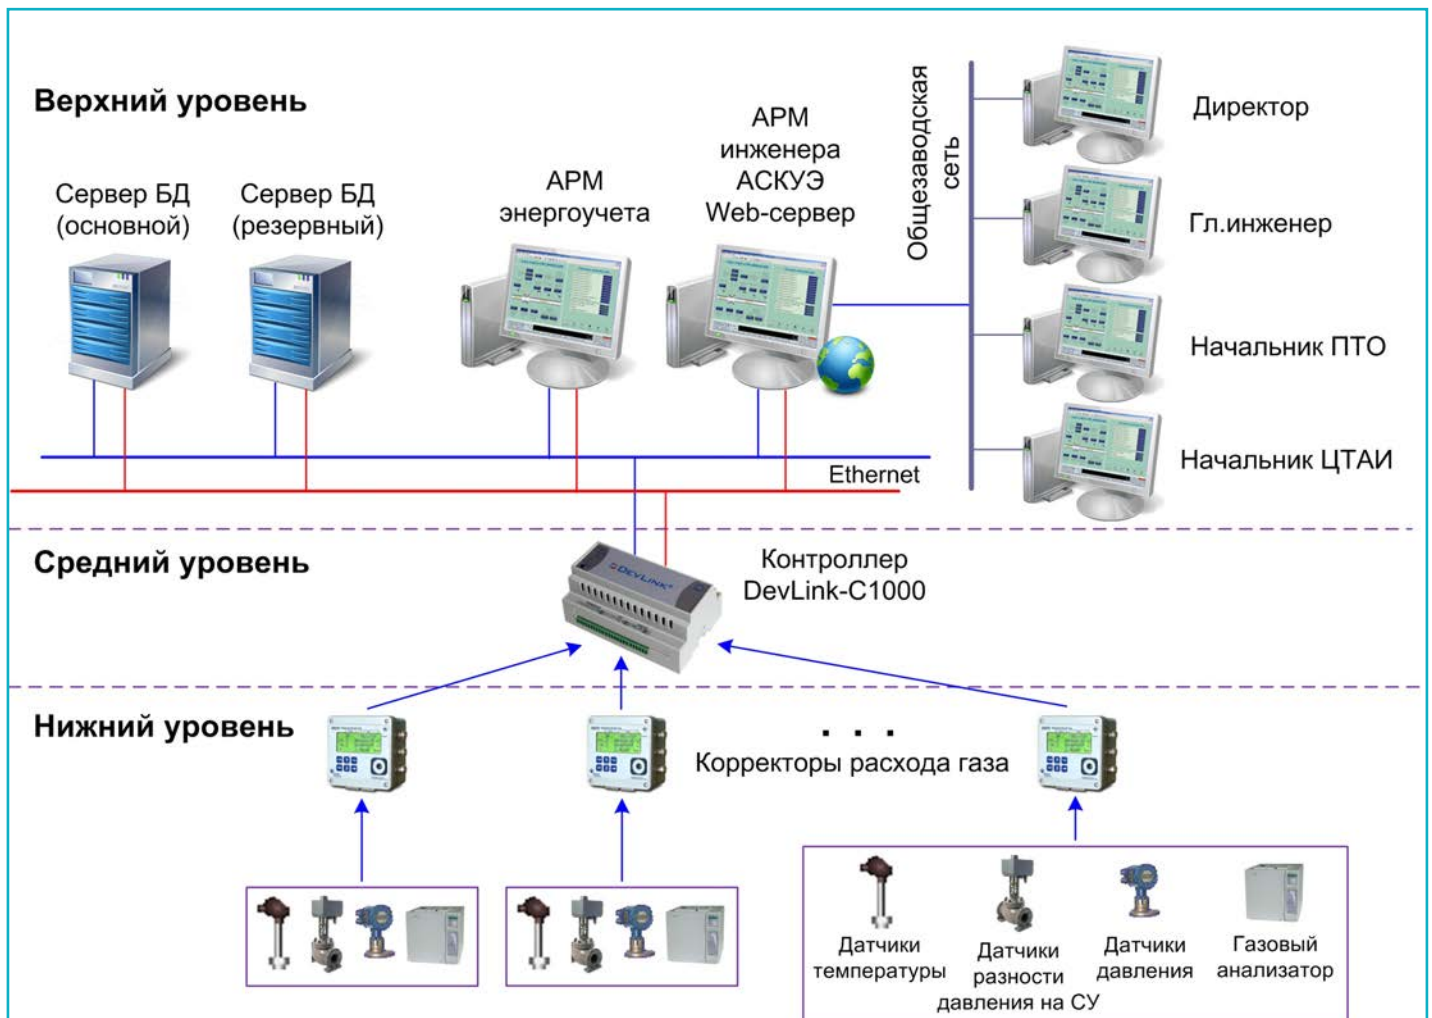 Верхний уровень
Сервер БД
(основной)
Сервер БД
(резервный)
АРМ
энергоучета
АРМ
инженера
АСКУЭ
Web-сервер
Общезаводская
сеть
Директор
Гл.инженер
Начальник ПТО
Начальник ЦТАИ
Ethernet
Средний уровень
DEVLINK
Контроллер
DevLink-C1000
Нижний уровень
. . .
Корректоры расхода газа
Датчики
температуры
Датчики
разности
давления на СУ
Датчики
давления
Газовый
анализатор